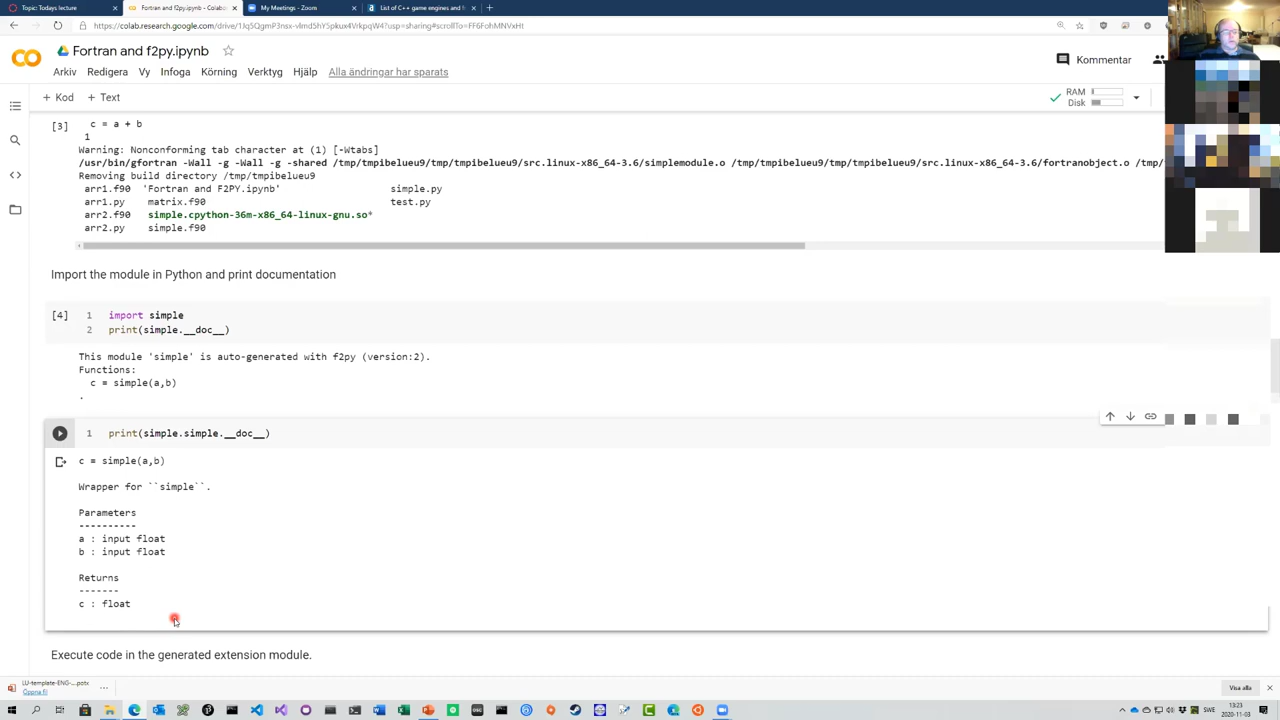 Topic: Todays lecture
Fortran and f2py.ipynb - Colabo
My Meetings - Zoom
List of C++ game engines and f
https://colab.research.google.com/drive/1Jq5QgmP3nsx-vImd5hY5pkux4VrkpqW4?usp=sharing#scrollTo=FF6FohMNVxHt
Fortran and f2py.ipynb
Arkiv Redigera Vy Infoga Körning Verktyg Hjälp Alla ändringar har sparats
Kommentar
+ Kod + Text
RAM
Disk
[3] c = a + b
1
Warning: Nonconforming tab character at (1) [-Wtabs]
/usr/bin/gfortran -Wall -g -Wall -g -shared /tmp/tmpibelueu9/tmp/tmpibelueu9/src.linux-x86_64-3.6/simplemodule.o /tmp/tmpibelueu9/tmp/tmpibelueu9/src.linux-x86_64-3.6/fortranobject.o /tmp/
Removing build directory /tmp/tmpibelueu9
arr1.f90 'Fortran and F2PY.ipynb' simple.py
arr1.py matrix.f90 test.py
arr2.f90 simple.cpython-36m-x86_64-linux-gnu.so*
arr2.py simple.f90
Import the module in Python and print documentation
[4] 1 import simple
2 print(simple.__doc__)
This module 'simple' is auto-generated with f2py (version:2).
Functions:
c = simple(a,b)
.
1 print(simple.simple.__doc__)
c = simple(a,b)
Wrapper for ``simple``.
Parameters
----------
a : input float
b : input float
Returns
-------
c : float
Execute code in the generated extension module.
LU-template-ENG-....potx
Öppna fil
Visa alla
SWE
13:23
2020-11-03